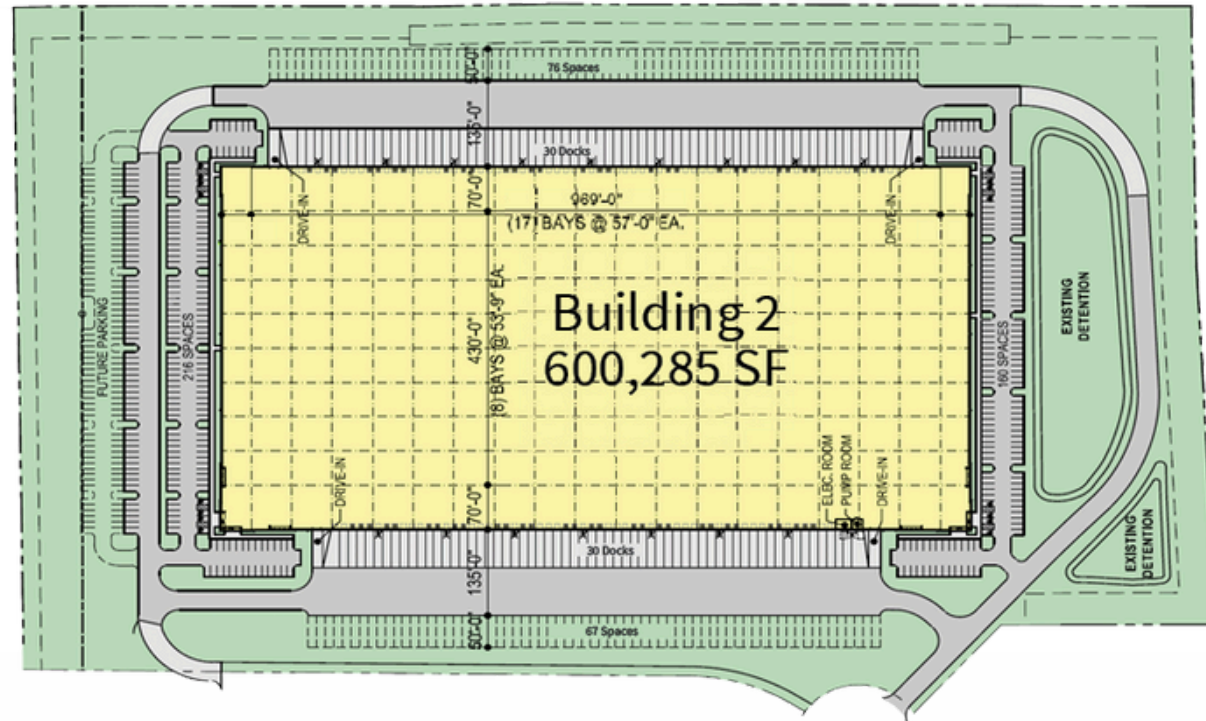 50'-0"
76 Spaces
135'-0"
30 Docks
70'-0"
969'-0"
(17) BAYS @ 57'-0" EA.
DRIVE-IN
DRIVE-IN
Building 2
600,285 SF
430'-0"
(8) BAYS @ 53'-9" EA.
FUTURE PARKING
216 SPACES
160 SPACES
EXISTING
DETENTION
DRIVE-IN
ELEC. ROOM
PUMP ROOM
DRIVE-IN
70'-0"
30 Docks
EXISTING
DETENTION
135'-0"
67 Spaces
50'-0"